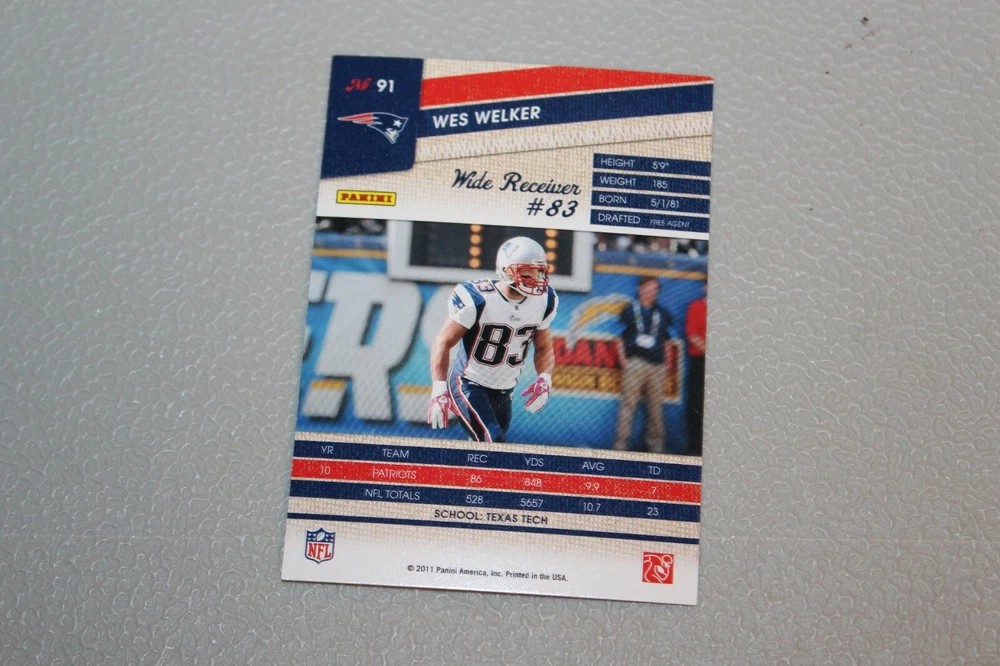 No 91
WES WELKER
Wide Receiver
#83
PANINI
HEIGHT 5'9"
WEIGHT 185
BORN 5/1/81
DRAFTED FREE AGENT
83
83
YR TEAM REC YDS AVG TD
10 PATRIOTS 86 848 9.9 7
NFL TOTALS 528 5657 10.7 23
SCHOOL: TEXAS TECH
NFL
© 2011 Panini America, Inc. Printed in the USA.